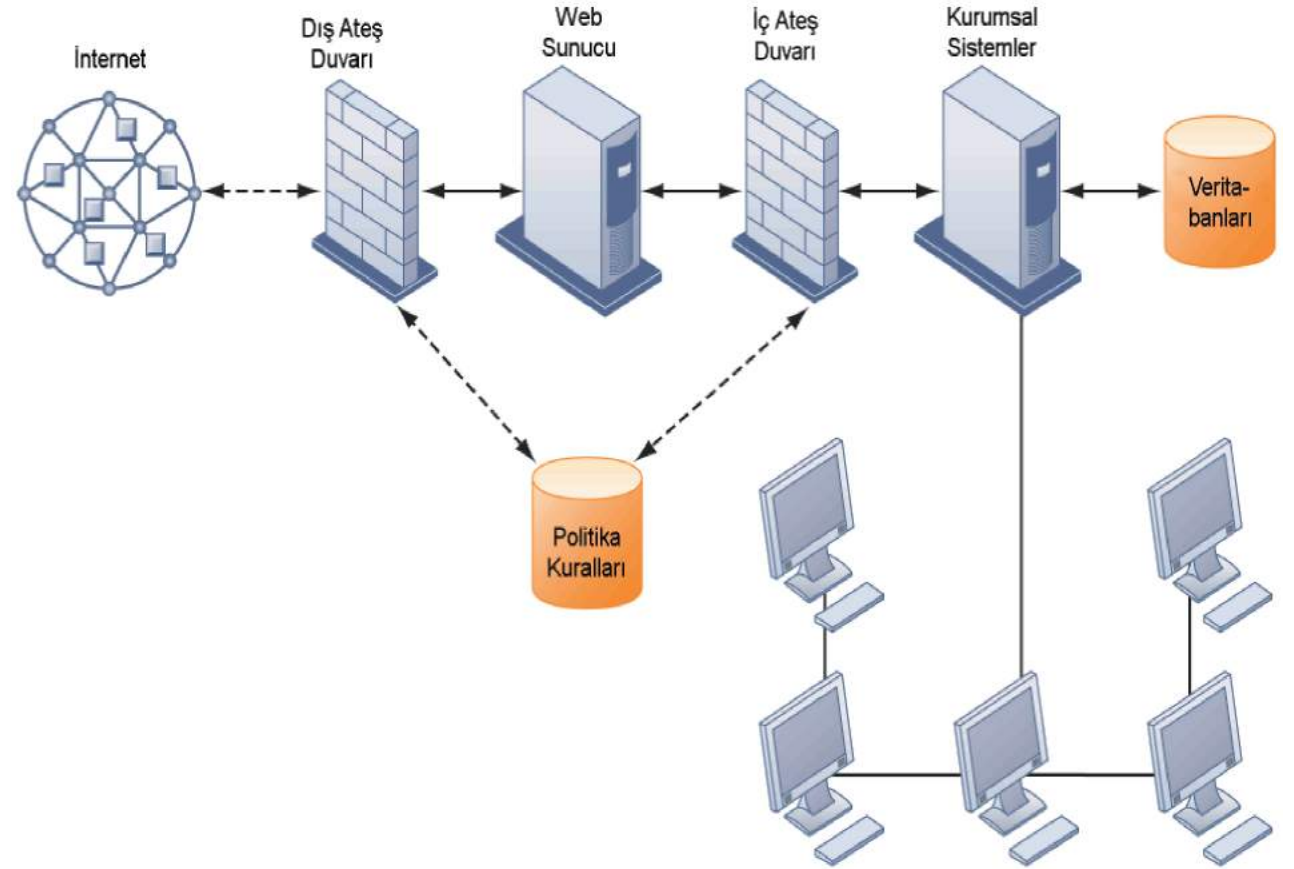 İnternet
Dış Ateş
Duvarı
Web
Sunucu
İç Ateş
Duvarı
Kurumsal
Sistemler
Verita-
banları
Politika
Kuralları